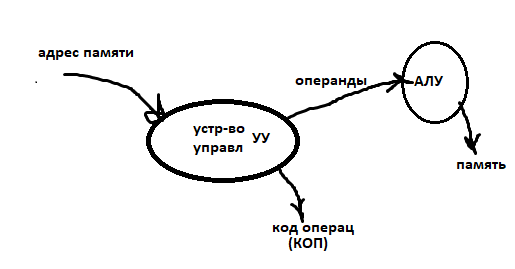 адрес памяти
операнды
АЛУ
устр-во
управл УУ
память
код операц
(КОП)